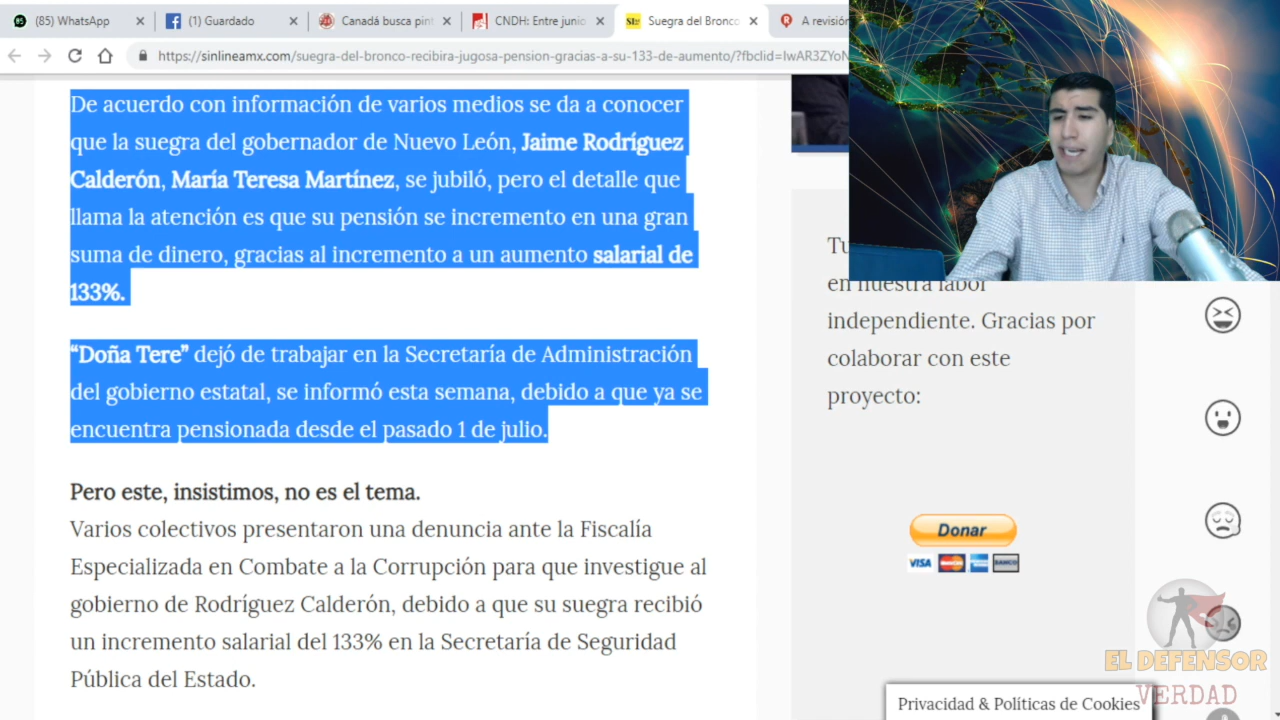 (85) WhatsApp
(1) Guardado
Canadá busca pint
CNDH: Entre junio
Suegra del Bronco
A revisión
https://sinlineamx.com/suegra-del-bronco-recibira-jugosa-pension-gracias-a-su-133-de-aumento/?fbclid=IwAR3ZYoN
De acuerdo con información de varios medios se da a conocer
que la suegra del gobernador de Nuevo León, Jaime Rodríguez
Calderón, María Teresa Martínez, se jubiló, pero el detalle que
llama la atención es que su pensión se incremento en una gran
suma de dinero, gracias al incremento a un aumento salarial de
133%.
“Doña Tere” dejó de trabajar en la Secretaría de Administración
del gobierno estatal, se informó esta semana, debido a que ya se
encuentra pensionada desde el pasado 1 de julio.
Pero este, insistimos, no es el tema.
Varios colectivos presentaron una denuncia ante la Fiscalía
Especializada en Combate a la Corrupción para que investigue al
gobierno de Rodríguez Calderón, debido a que su suegra recibió
un incremento salarial del 133% en la Secretaría de Seguridad
Pública del Estado.
Tu
en nuestra labor
independiente. Gracias por
colaborar con este
proyecto:
Donar
VISA
BANCO
EL DEFENSOR
VERDAD
Privacidad & Políticas de Cookies